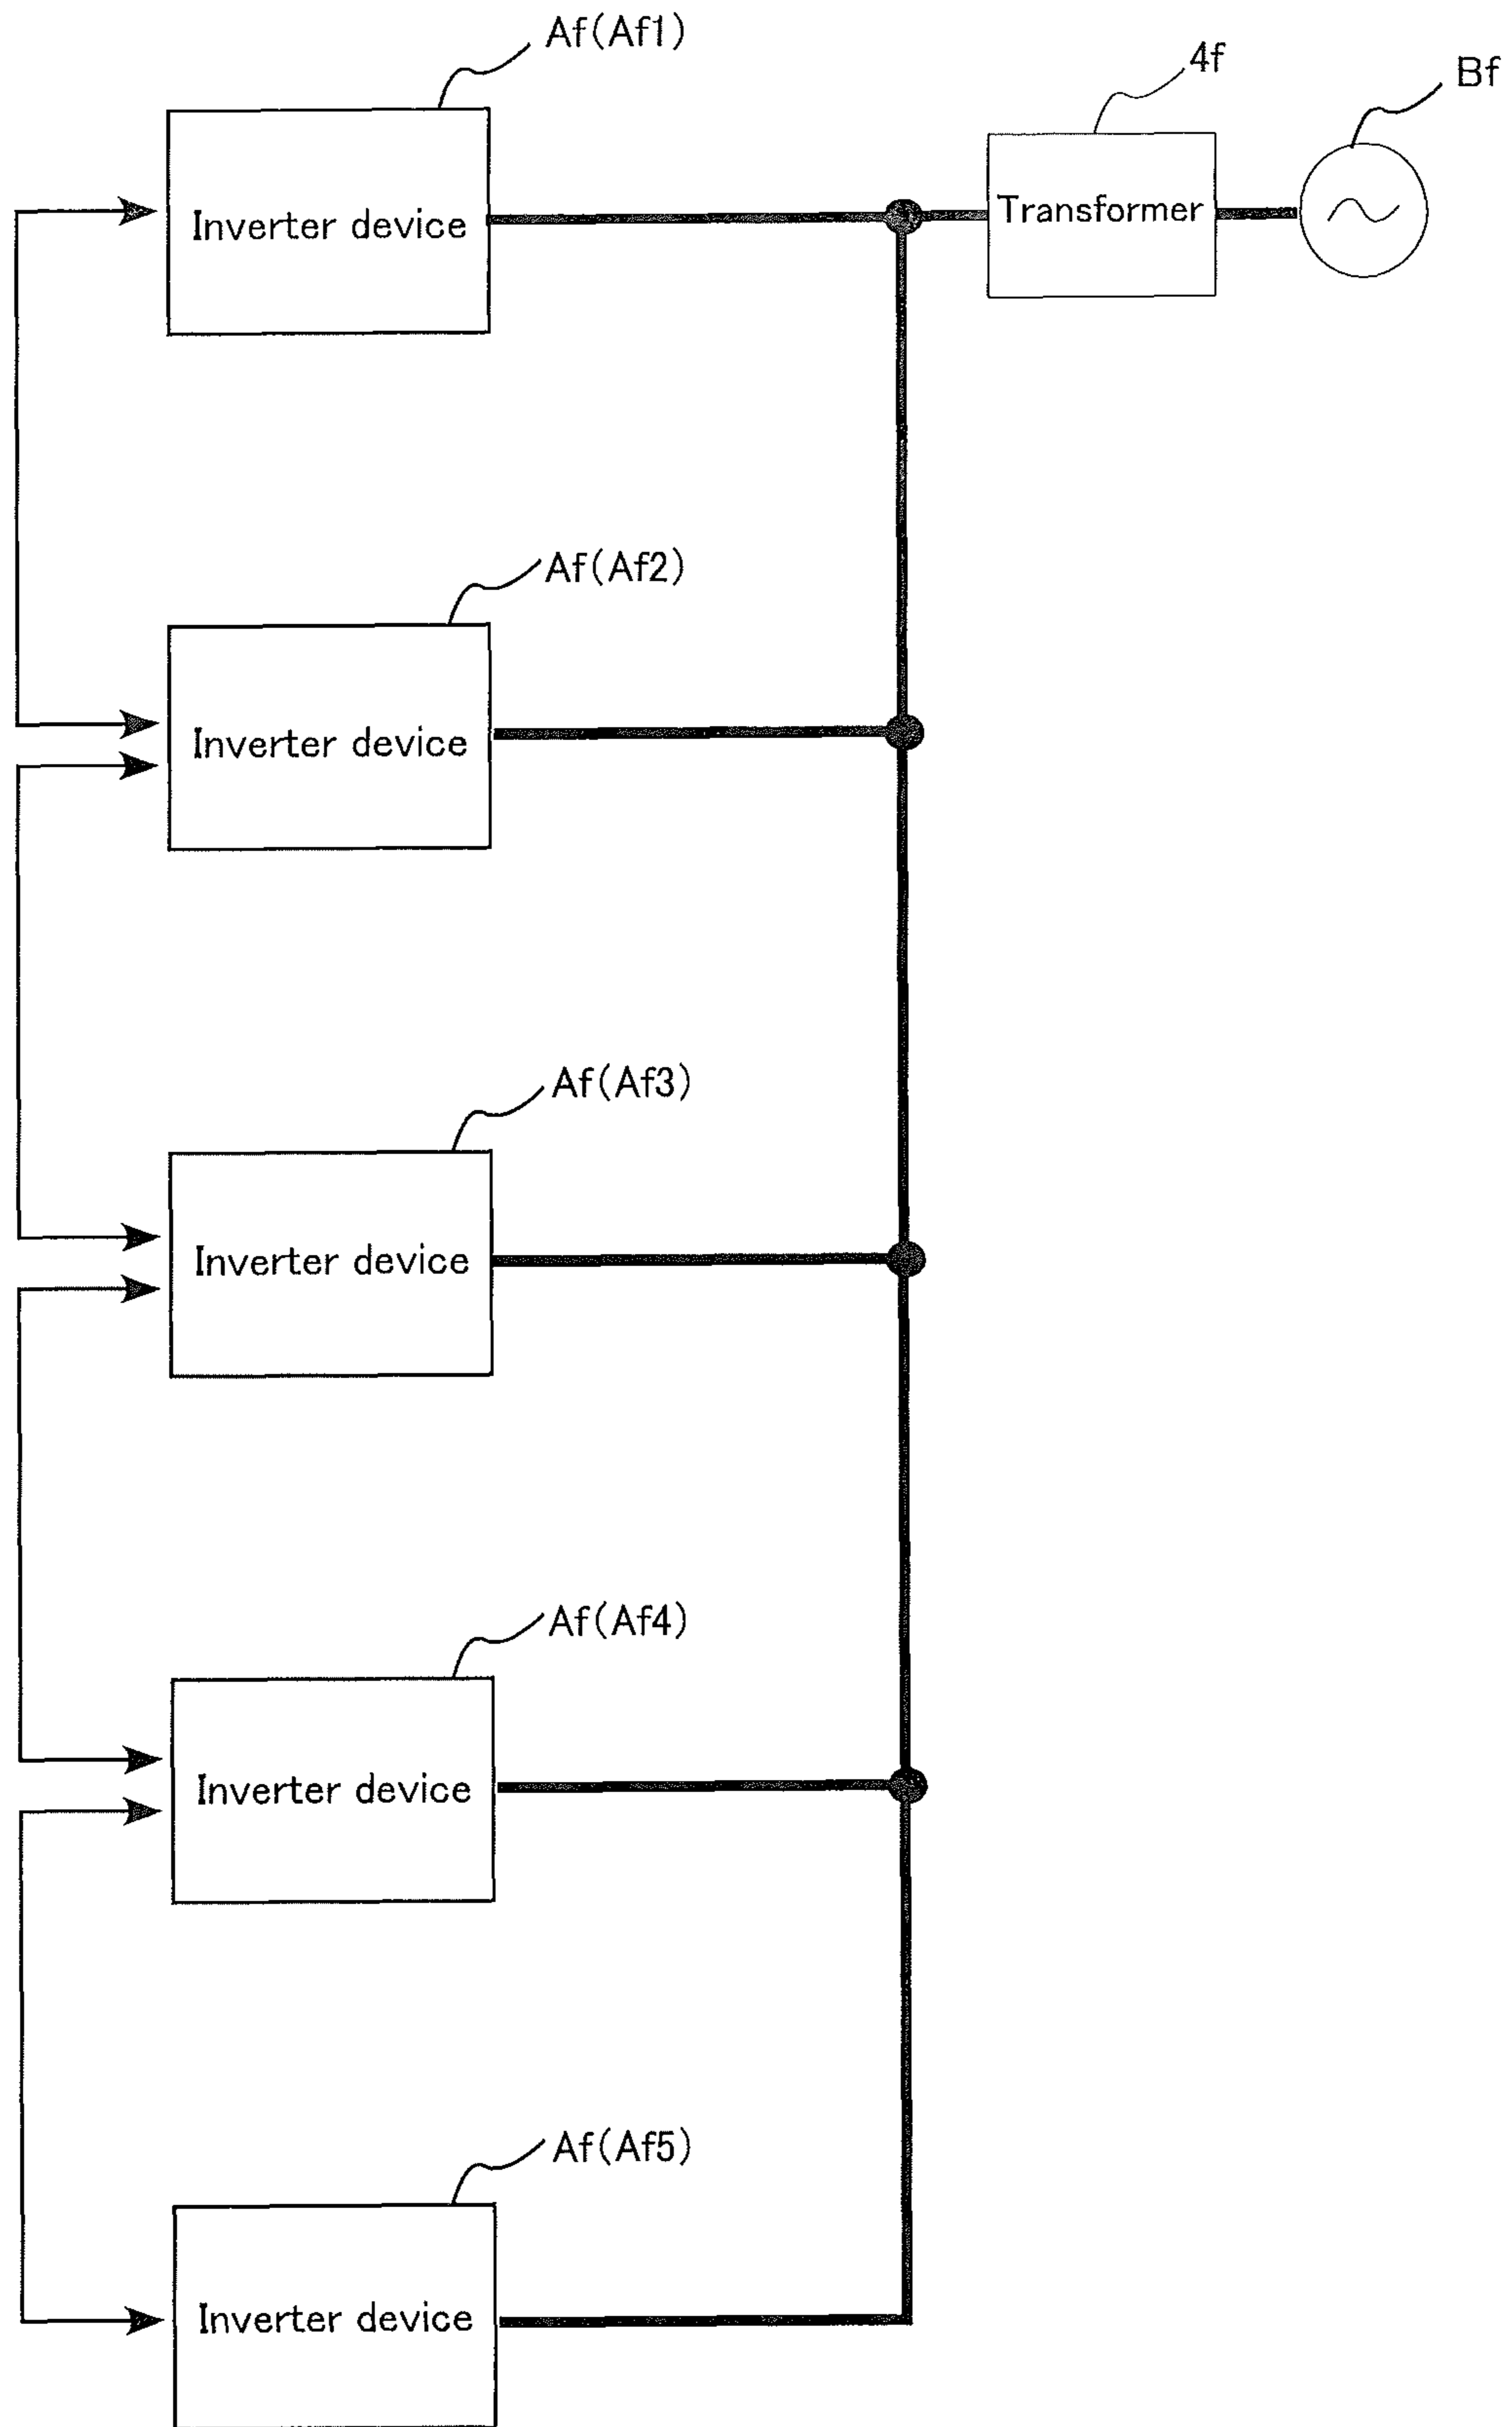 Af(Af1)
4f
Bf
Inverter device
Transformer
Af(Af2)
Inverter device
Af(Af3)
Inverter device
Af(Af4)
Inverter device
Af(Af5)
Inverter device